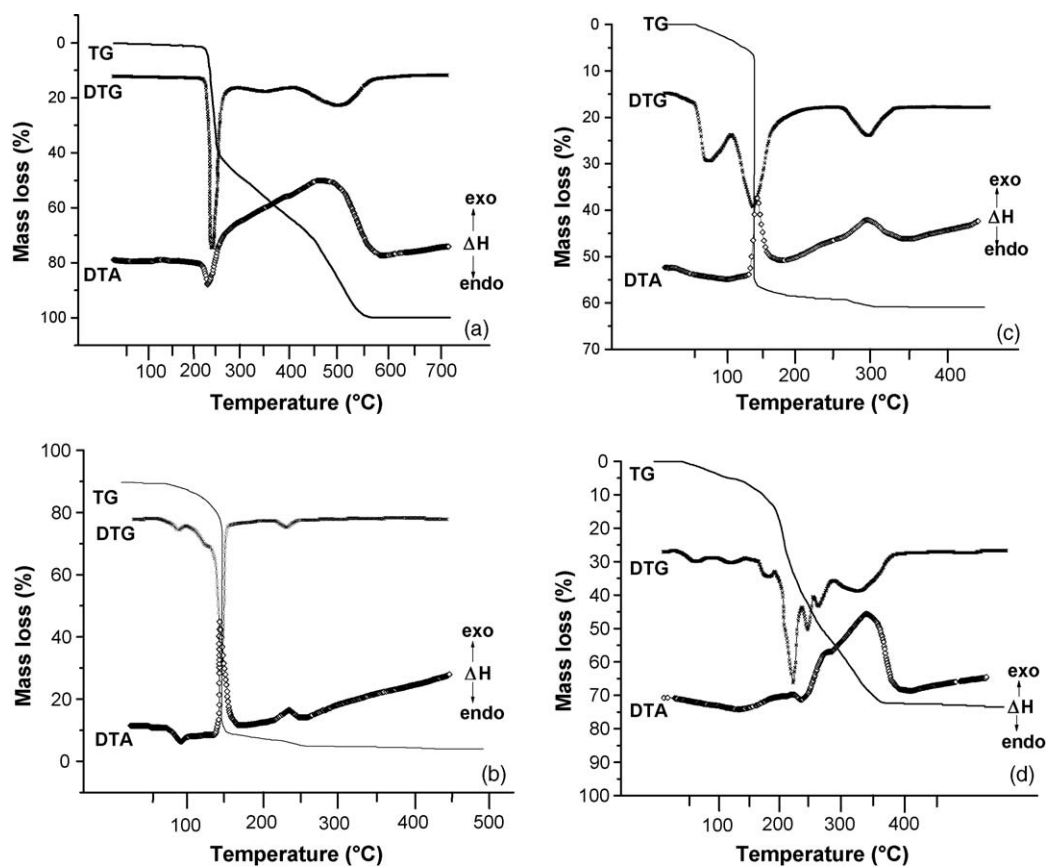 0
20
40
60
80
100
Mass loss (%)
TG
DTG
DTA
exo
ΔH
endo
(a)
100 200 300 400 500 600 700
Temperature (°C)
0
10
20
30
40
50
60
70
Mass loss (%)
TG
DTG
DTA
exo
ΔH
endo
(c)
100 200 300 400
Temperature (°C)
100
80
60
40
20
0
Mass loss (%)
TG
DTG
DTA
exo
ΔH
endo
(b)
100 200 300 400 500
Temperature (°C)
0
10
20
30
40
50
60
70
80
90
100
Mass loss (%)
TG
DTG
DTA
exo
ΔH
endo
(d)
100 200 300 400
Temperature (°C)